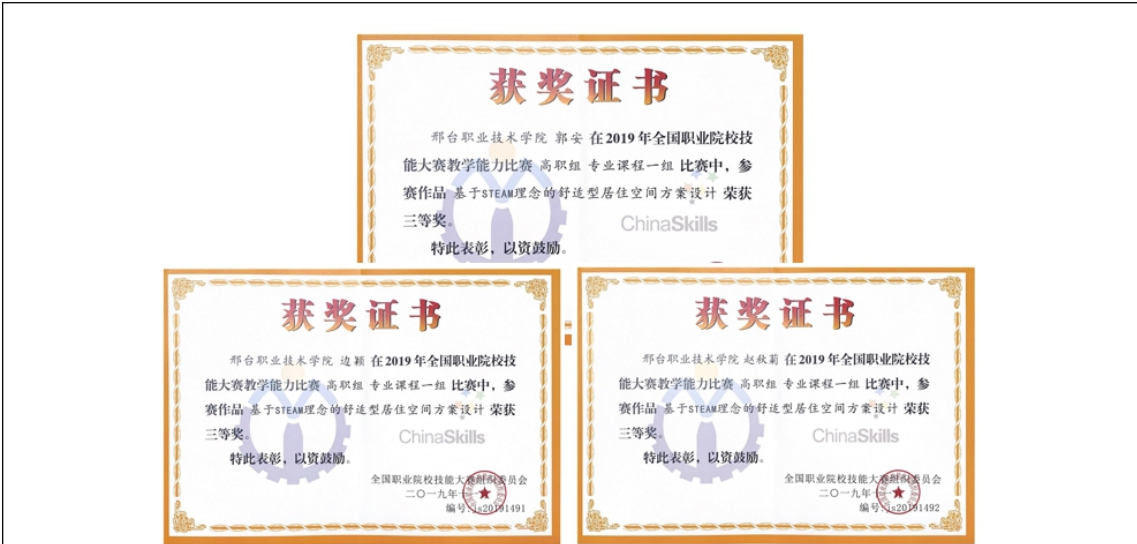 获奖证书
邢台职业技术学院 郭安 在 2019 年全国职业院校技
能大赛教学能力比赛 高职组 专业课程一组 比赛中，参
赛作品 基于STEAM理念的舒适型居住空间方案设计 荣获
三等奖。
ChinaSkills
特此表彰，以资鼓励。
获奖证书
邢台职业技术学院 边颖 在 2019 年全国职业院校技
能大赛教学能力比赛 高职组 专业课程一组 比赛中，参
赛作品 基于STEAM理念的舒适型居住空间方案设计 荣获
三等奖。
ChinaSkills
特此表彰，以资鼓励。
全国职业院校技能大赛组织委员会
二〇一九年十
编号：js20191491
获奖证书
邢台职业技术学院 赵秋菊 在 2019 年全国职业院校技
能大赛教学能力比赛 高职组 专业课程一组 比赛中，参
赛作品 基于STEAM理念的舒适型居住空间方案设计 荣获
三等奖。
ChinaSkills
特此表彰，以资鼓励。
全国职业院校技能大赛组织委员会
二〇一九年十
编号：js20191492